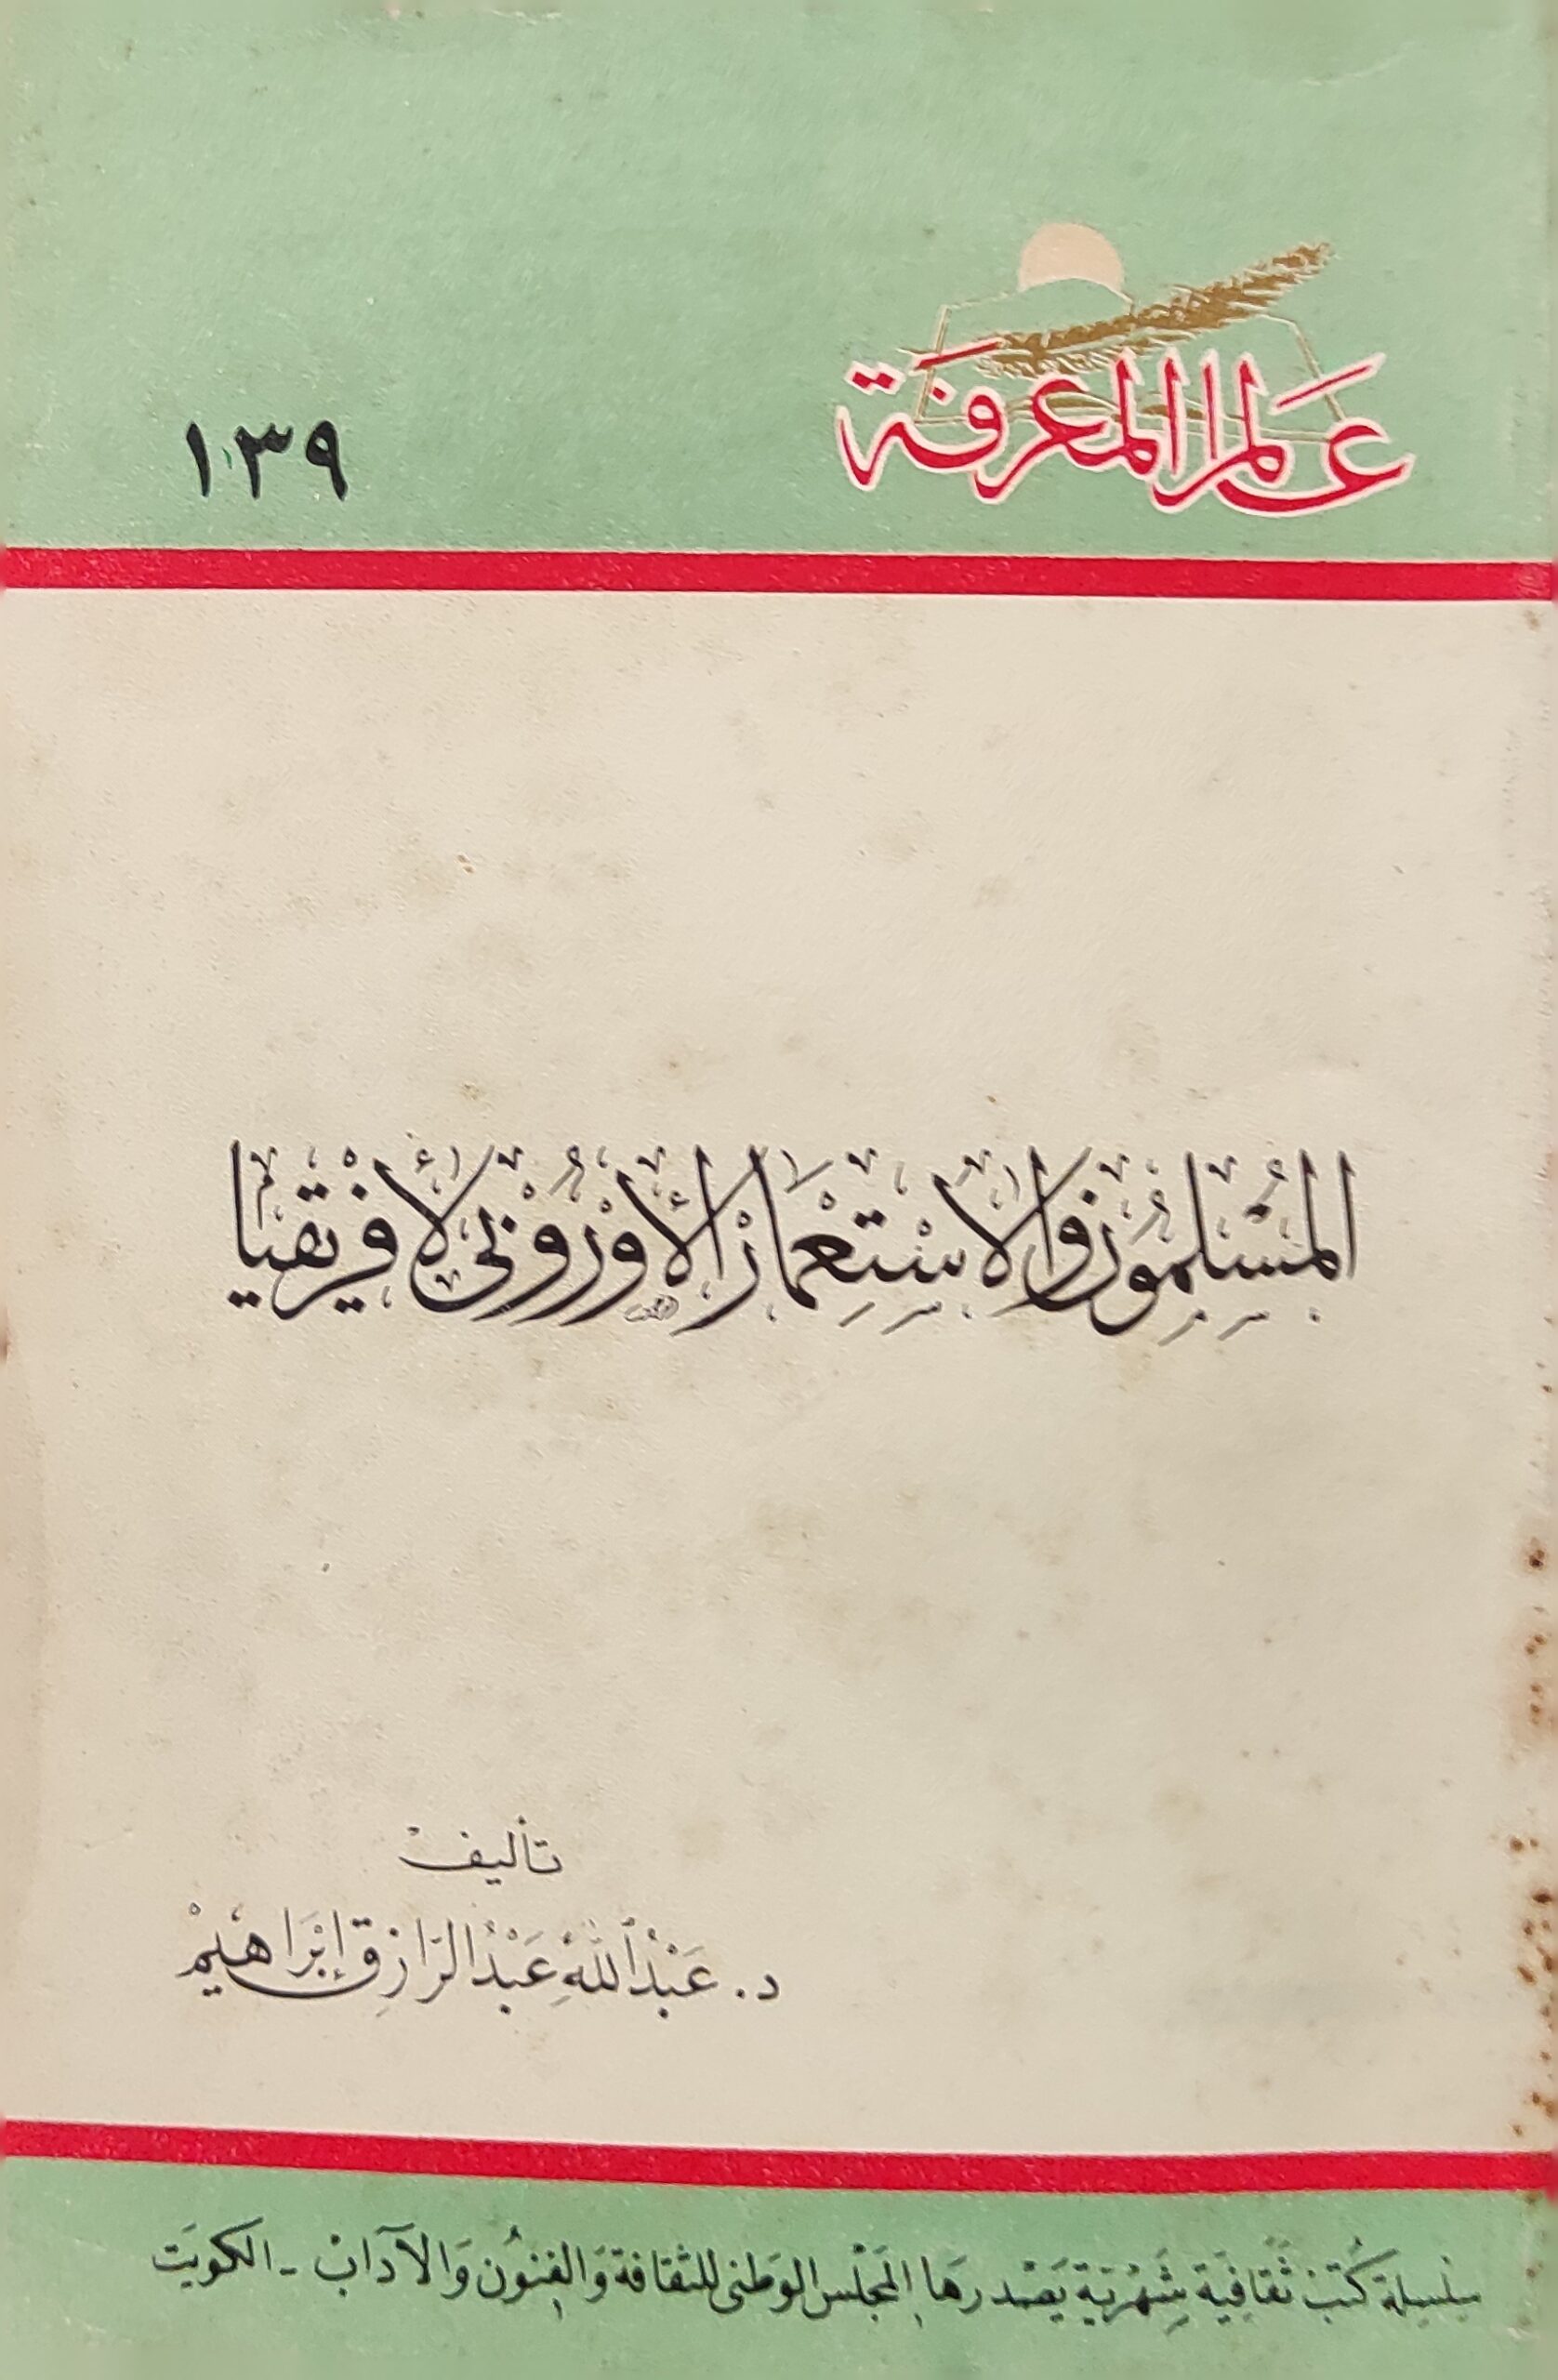 عالم المعرفة
١٣٩
المسلمون والاستعمار الأوروبي لأفريقيا
تأليف
د. عبد الله عبد الرازق إبراهيم
سلسلة كتب ثقافية شهرية يصدرها المجلس الوطني للثقافة والفنون والآداب - الكويت